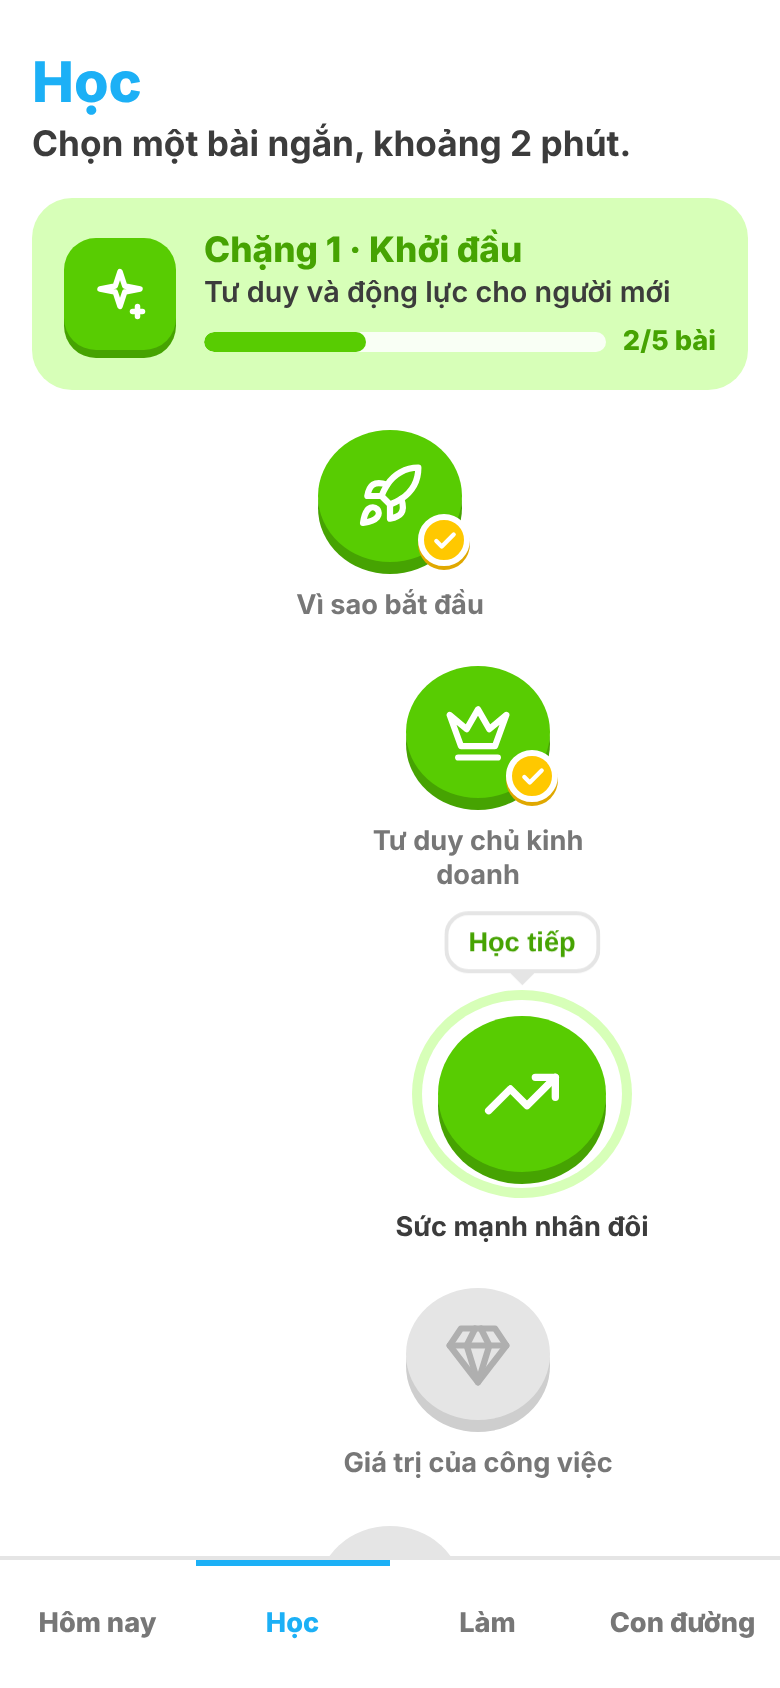 Học
Chọn một bài ngắn, khoảng 2 phút.
Chặng 1 · Khởi đầu
Tư duy và động lực cho người mới
2/5 bài
Vì sao bắt đầu
Tư duy chủ kinh
doanh
Học tiếp
Sức mạnh nhân đôi
Giá trị của công việc
Hôm nay
Học
Làm
Con đường